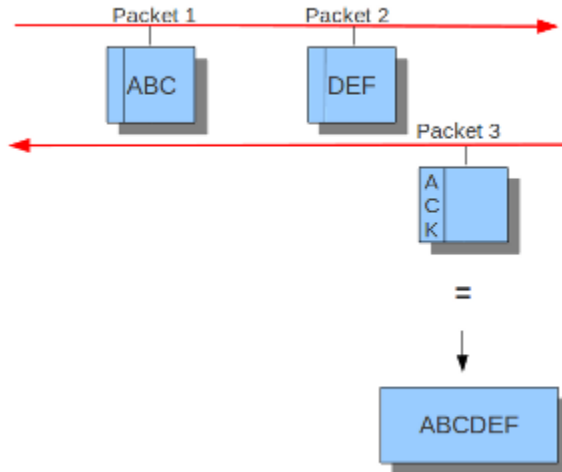 Packet 1
Packet 2
ABC
DEF
Packet 3
A
C
K
=
ABCDEF